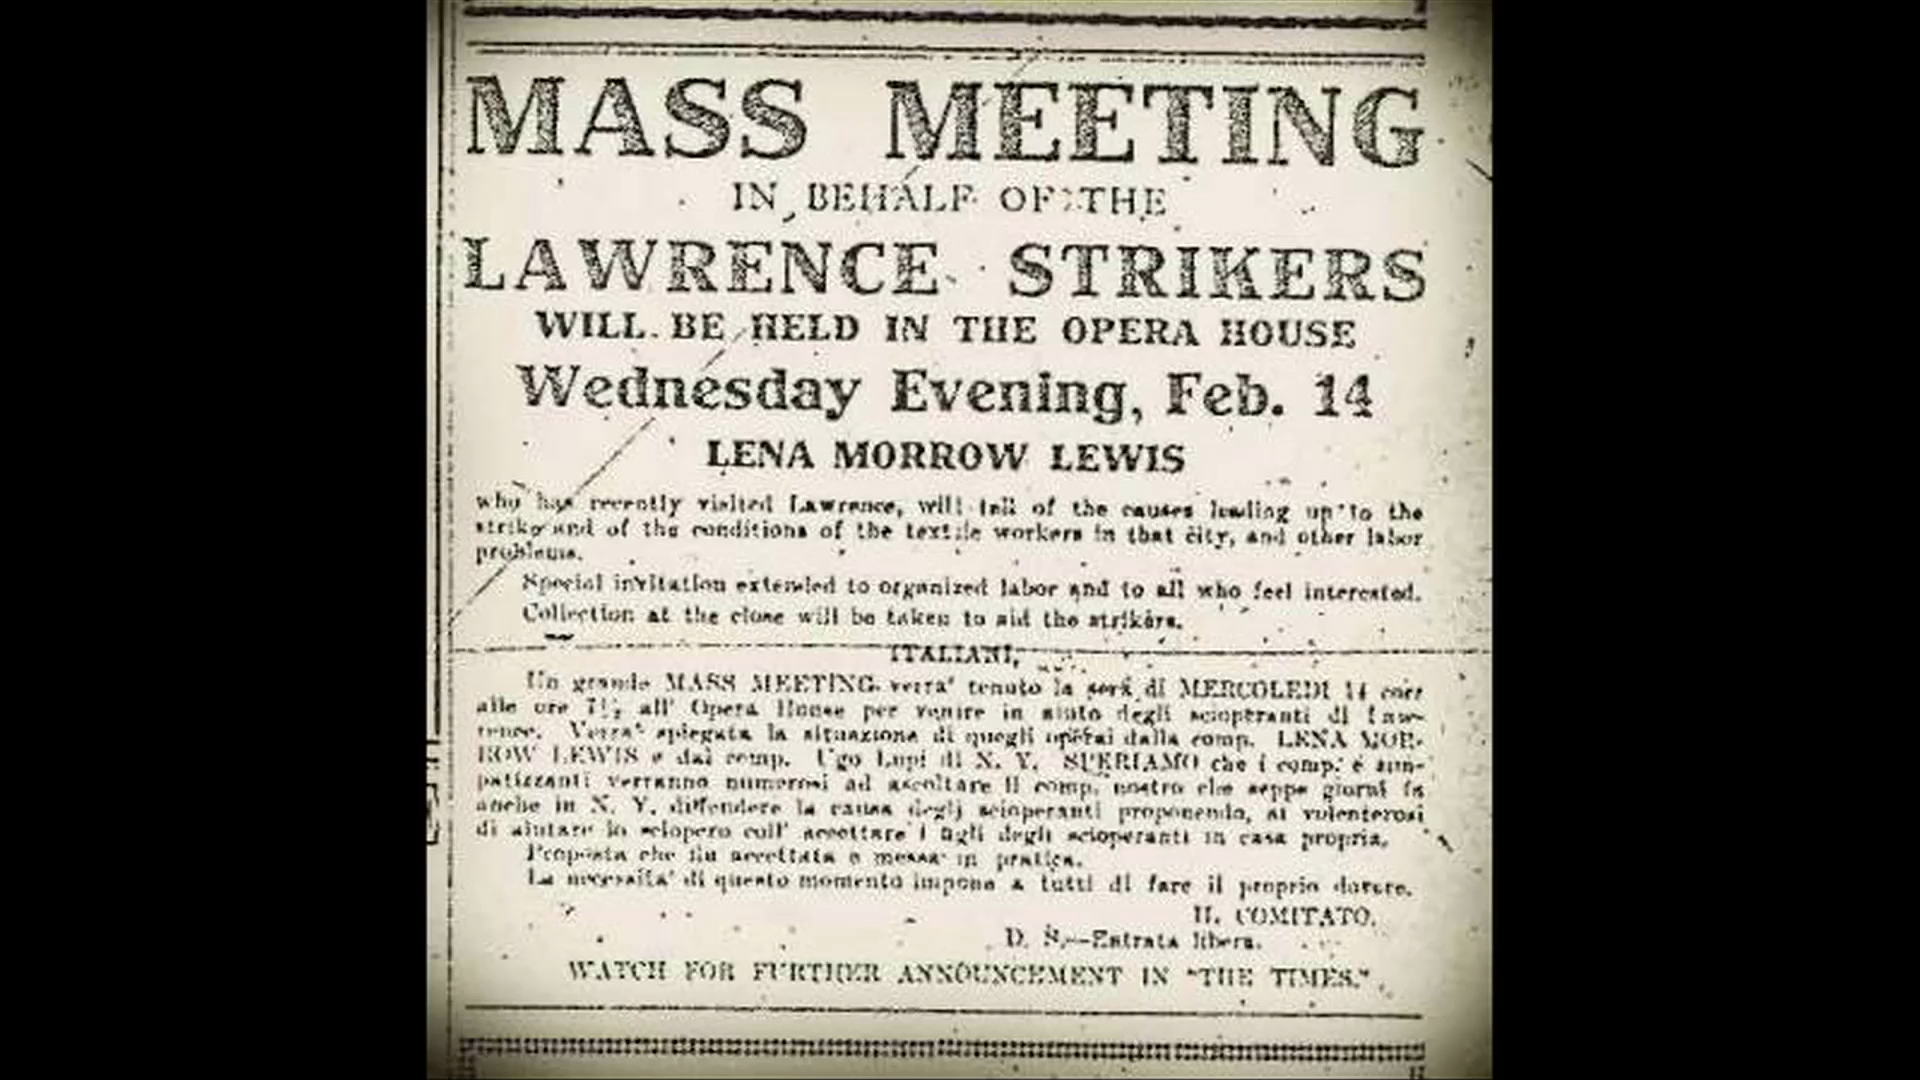 MASS MEETING
IN BEHALF OF THE
LAWRENCE STRIKERS
WILL BE HELD IN THE OPERA HOUSE
Wednesday Evening, Feb. 14
LENA MORROW LEWIS
who has recently visited Lawrence, will tell of the causes leading up to the
strike and of the conditions of the textile workers in that city, and other labor
problems.
Special invitation extended to organized labor and to all who feel interested.
Collection at the close will be taken to aid the strikers.
ITALIANI,
Un grande MASS MEETING verra' tenuto la sera di MERCOLEDI 14 corr
alle ore 7½ all' Opera House per venire in aiuto degli scioperanti di Law-
rence. Verra' spiegata la situazione di quegli operai dalla comp. LENA MOR-
ROW LEWIS e dal comp. Ugo Lupi di N. Y. SPERIAMO che i comp. e sim-
patizzanti verranno numerosi ad ascoltare il comp. nostro che seppe giorni fa
anche in N. Y. diffendere la causa degli scioperanti proponendo, ai volenterosi
di aiutare lo sciopero coll' accettare i figli degli scioperanti in casa propria.
Proposta che fu accettata e messa in pratica.
La necessita' di questo momento impone a tutti di fare il proprio dovere.
IL COMITATO.
D. S.—Entrata libera.
WATCH FOR FURTHER ANNOUNCEMENT IN "THE TIMES."